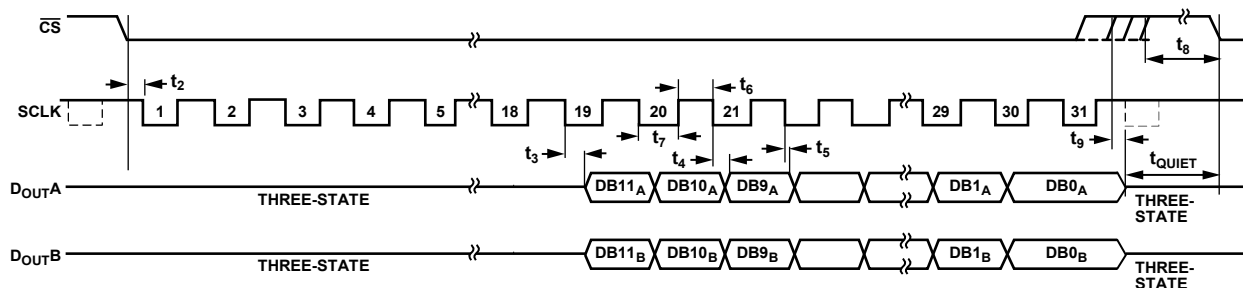 CS
t8
t2
t6
SCLK
1 2 3 4 5 18 19 20 21 29 30 31
t3 t7 t4 t5 t9 tQUIET
DOUTA
THREE-STATE
DB11A DB10A DB9A DB1A DB0A
THREE-
STATE
DOUTB
THREE-STATE
DB11B DB10B DB9B DB1B DB0B
THREE-
STATE